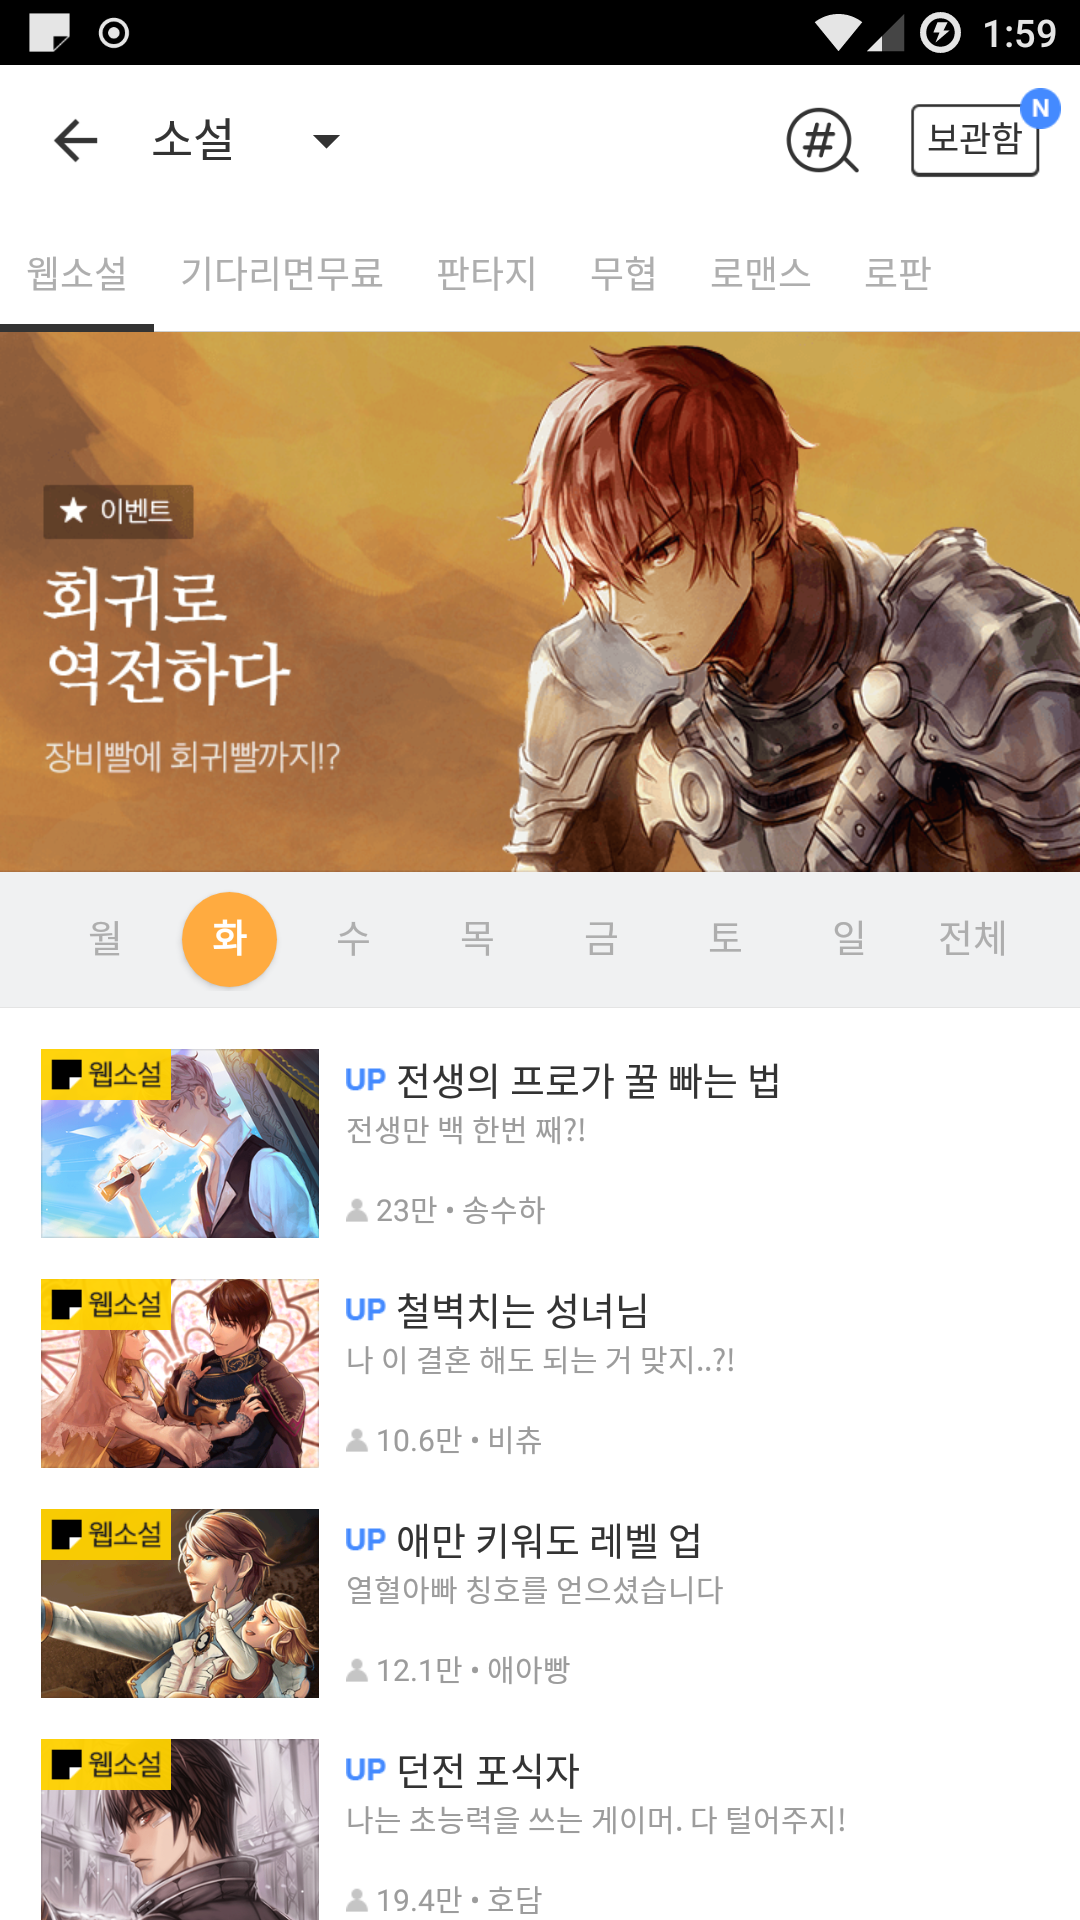 1:59
소설
#
보관함
N
웹소설 기다리면무료 판타지 무협 로맨스 로판
이벤트
회귀로
역전하다
장비빨에 회귀빨까지!?
월 화 수 목 금 토 일 전체
웹소설
UP 전생의 프로가 꿀 빠는 법
전생만 백 한번 째?!
23만 • 송수하
웹소설
UP 철벽치는 성녀님
나 이 결혼 해도 되는 거 맞지..?!
10.6만 • 비츄
웹소설
UP 애만 키워도 레벨 업
열혈아빠 칭호를 얻으셨습니다
12.1만 • 애아빵
웹소설
UP 던전 포식자
나는 초능력을 쓰는 게이머. 다 털어주지!
19.4만 • 호담